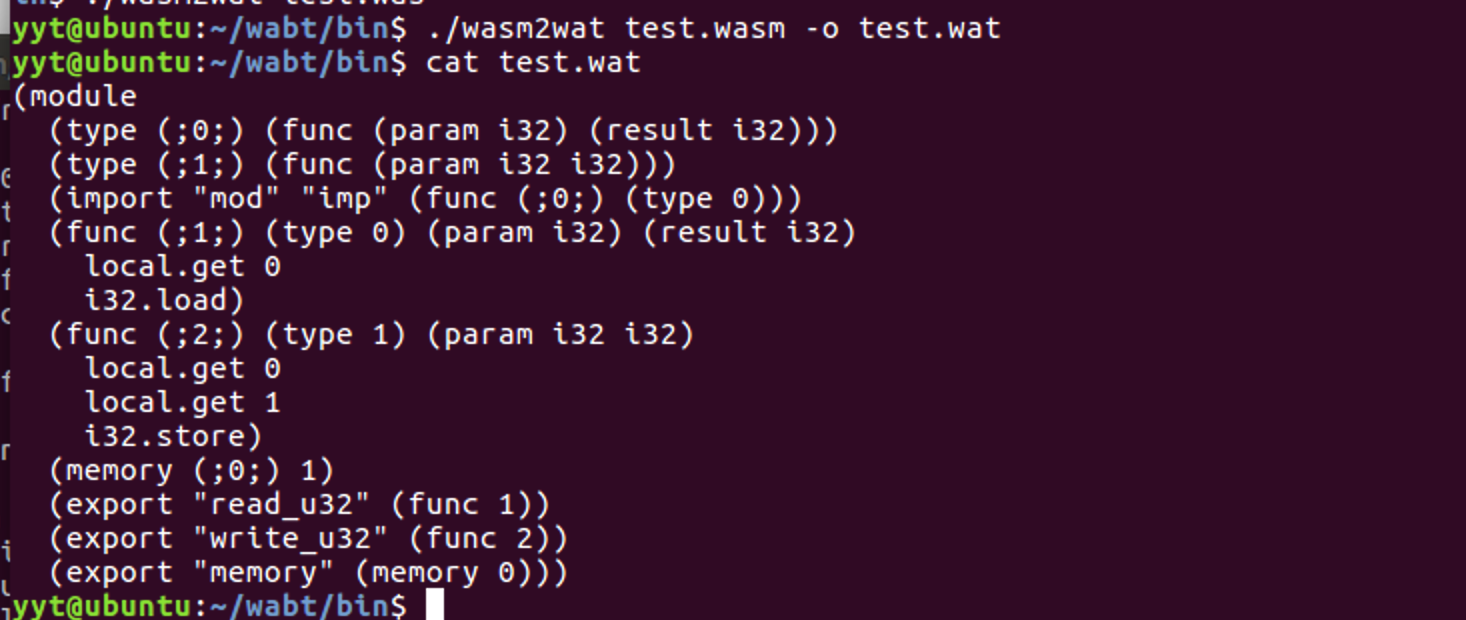 yyt@ubuntu:~/wabt/bin$ ./wasm2wat test.wasm -o test.wat
yyt@ubuntu:~/wabt/bin$ cat test.wat
(module
  (type (;0;) (func (param i32) (result i32)))
  (type (;1;) (func (param i32 i32)))
  (import "mod" "imp" (func (;0;) (type 0)))
  (func (;1;) (type 0) (param i32) (result i32)
    local.get 0
    i32.load)
  (func (;2;) (type 1) (param i32 i32)
    local.get 0
    local.get 1
    i32.store)
  (memory (;0;) 1)
  (export "read_u32" (func 1))
  (export "write_u32" (func 2))
  (export "memory" (memory 0)))
yyt@ubuntu:~/wabt/bin$